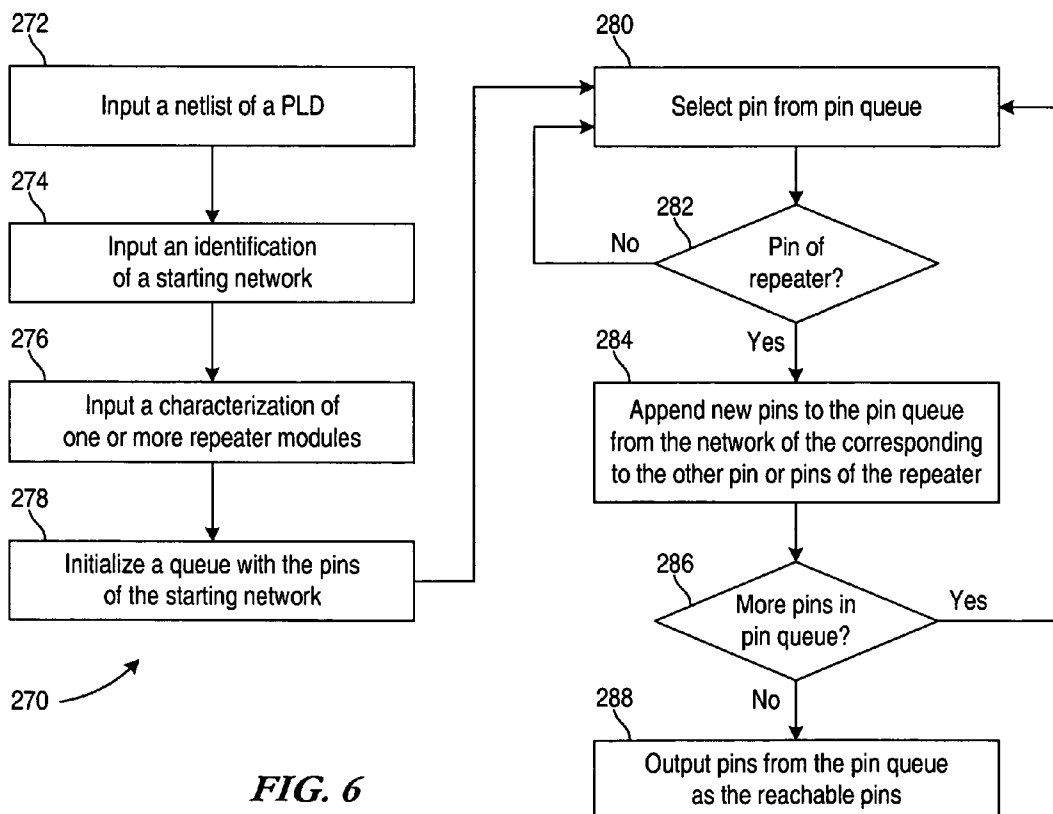 272
Input a netlist of a PLD
274
Input an identification
of a starting network
276
Input a characterization of
one or more repeater modules
278
Initialize a queue with the pins
of the starting network
270
280
Select pin from pin queue
282
No
Pin of
repeater?
Yes
284
Append new pins to the pin queue
from the network of the corresponding
to the other pin or pins of the repeater
286
More pins in
pin queue?
Yes
No
288
Output pins from the pin queue
as the reachable pins
FIG. 6